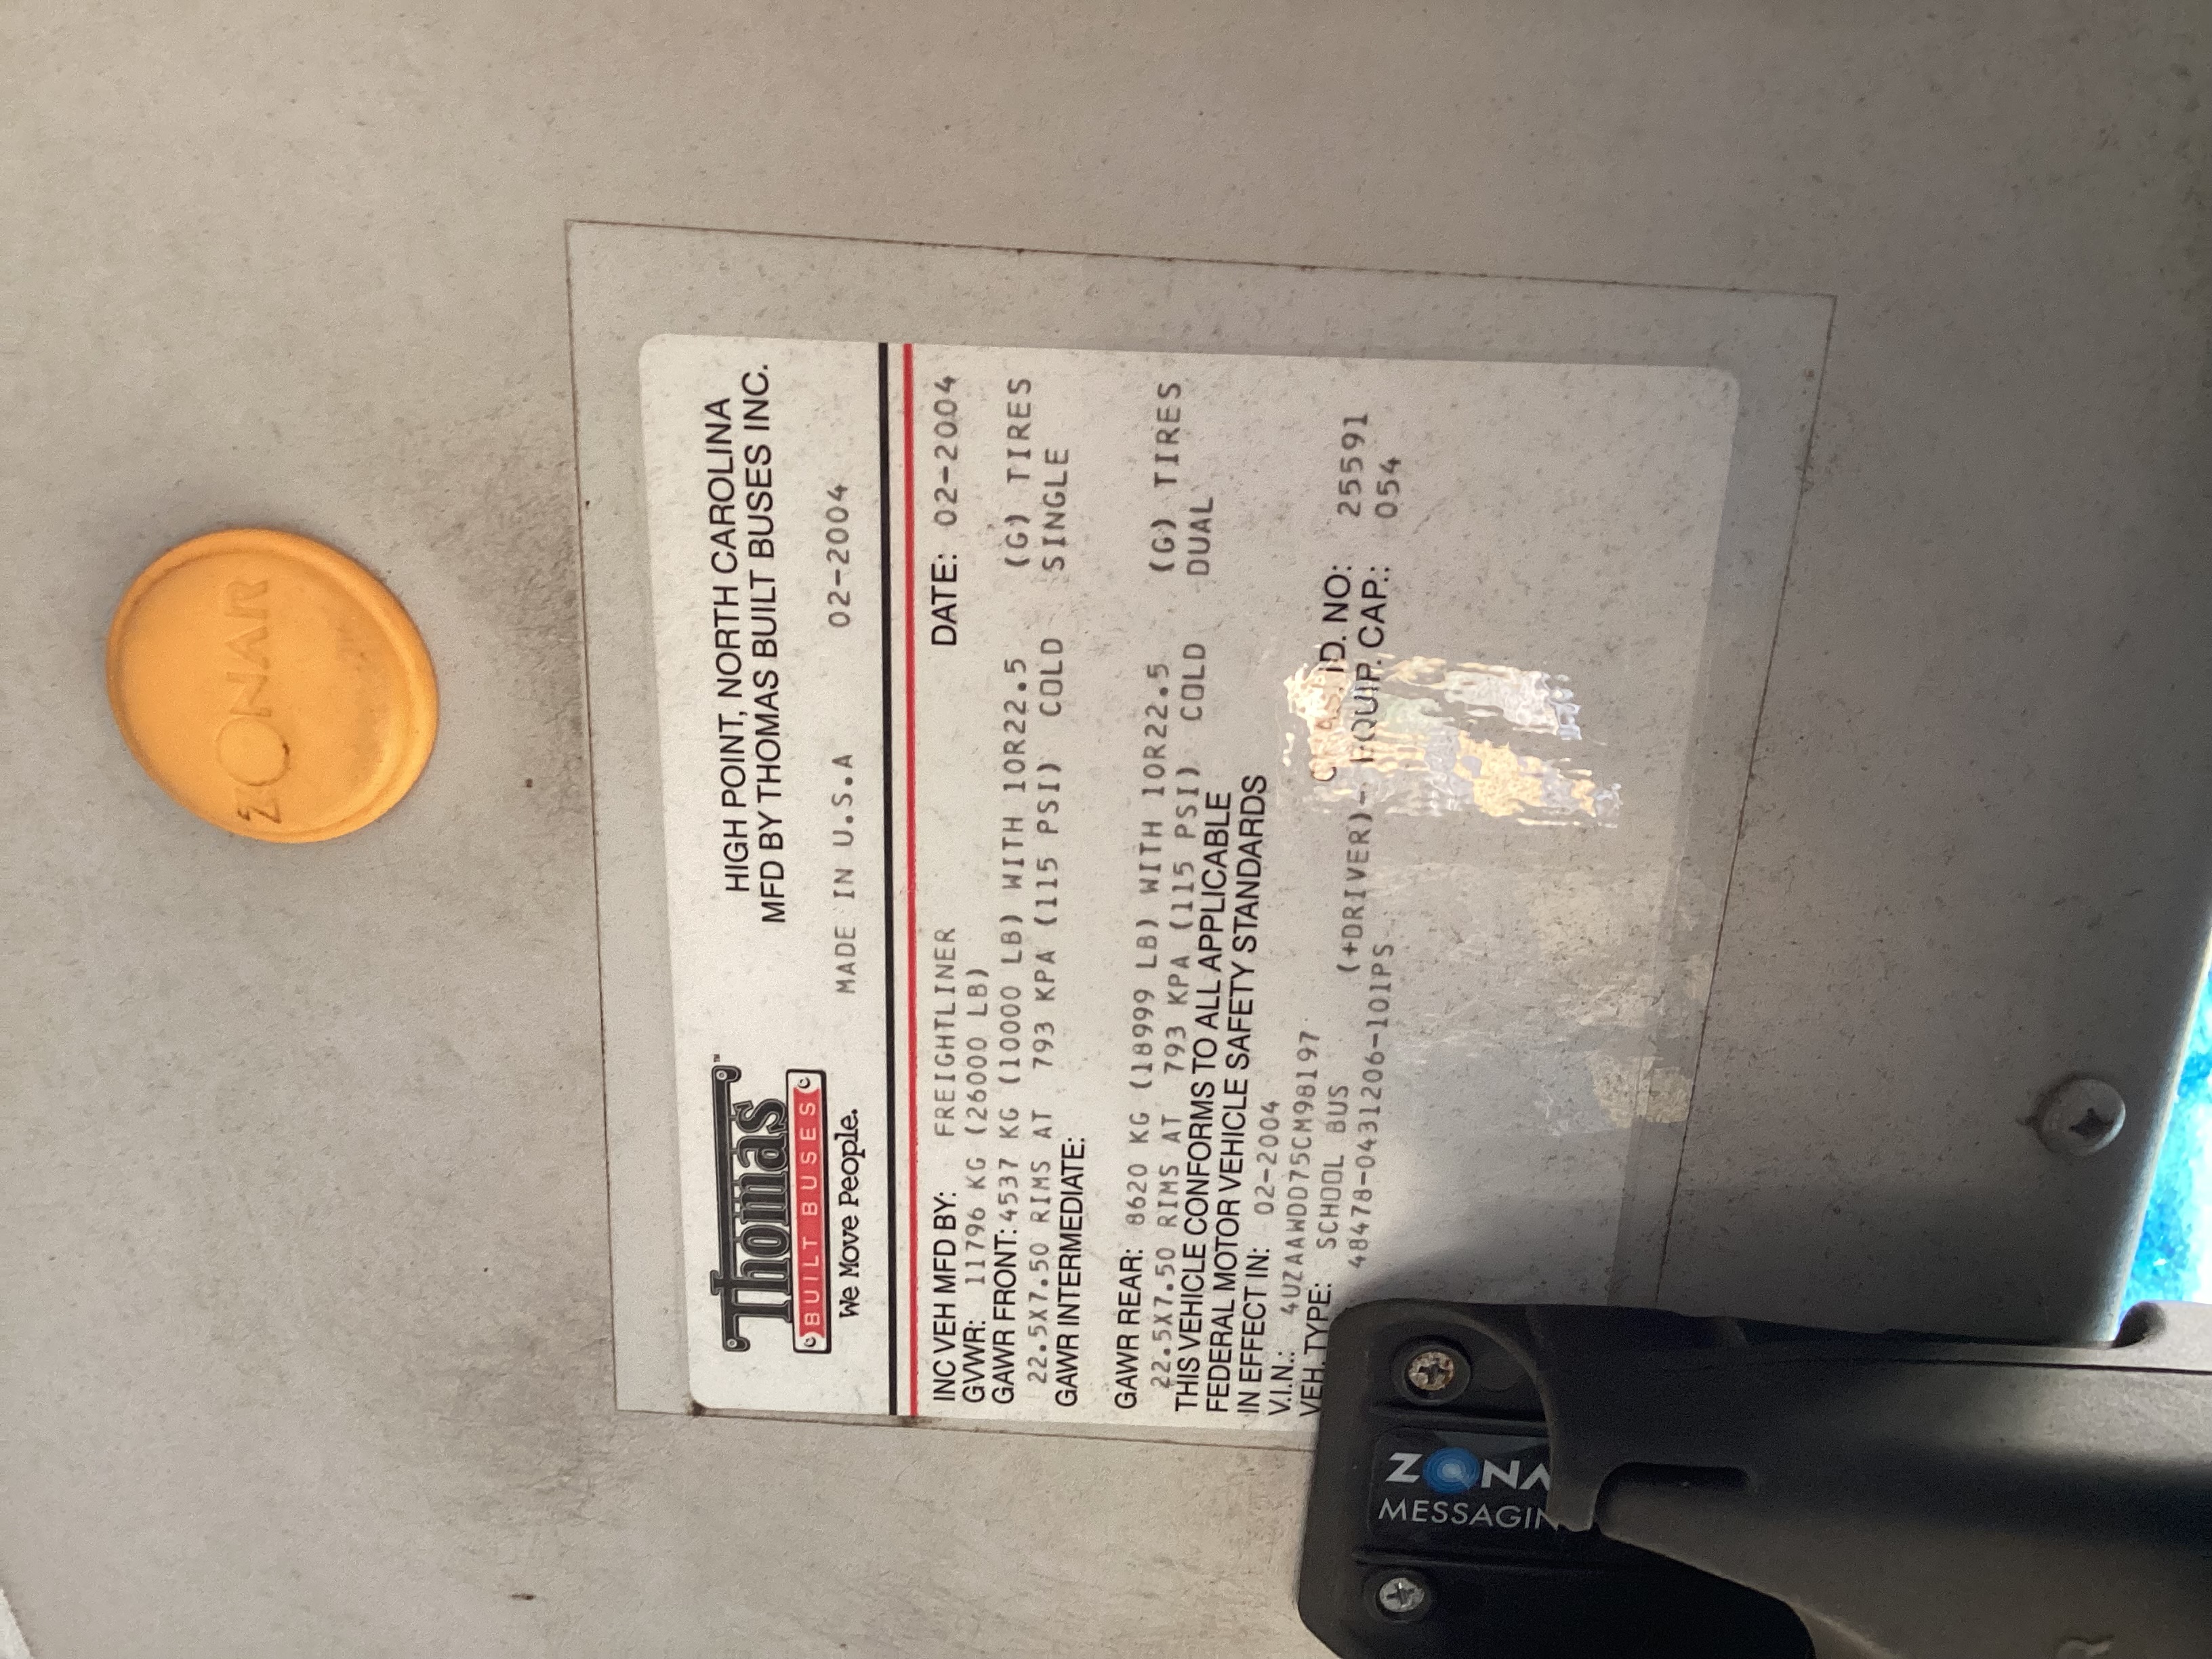 ZONAR
Thomas™
BUILT BUSES
We Move People.
HIGH POINT, NORTH CAROLINA
MFD BY THOMAS BUILT BUSES INC.
MADE IN U.S.A 02-2004
INC VEH MFD BY: FREIGHTLINER DATE: 02-2004
GVWR: 11796 KG (26000 LB)
GAWR FRONT: 4537 KG (10000 LB) WITH 10R22.5 (G) TIRES
22.5X7.50 RIMS AT 793 KPA (115 PSI) COLD SINGLE
GAWR INTERMEDIATE:
GAWR REAR: 8620 KG (18999 LB) WITH 10R22.5 (G) TIRES
22.5X7.50 RIMS AT 793 KPA (115 PSI) COLD DUAL
THIS VEHICLE CONFORMS TO ALL APPLICABLE
FEDERAL MOTOR VEHICLE SAFETY STANDARDS
IN EFFECT IN: 02-2004
V.I.N.: 4UZAAWDD75CM98197
VEH. TYPE: SCHOOL BUS ID. NO: 25591
48478-0431206-101PS (+DRIVER)- EQUIP. CAP.: 054
ZONA
MESSAGIN